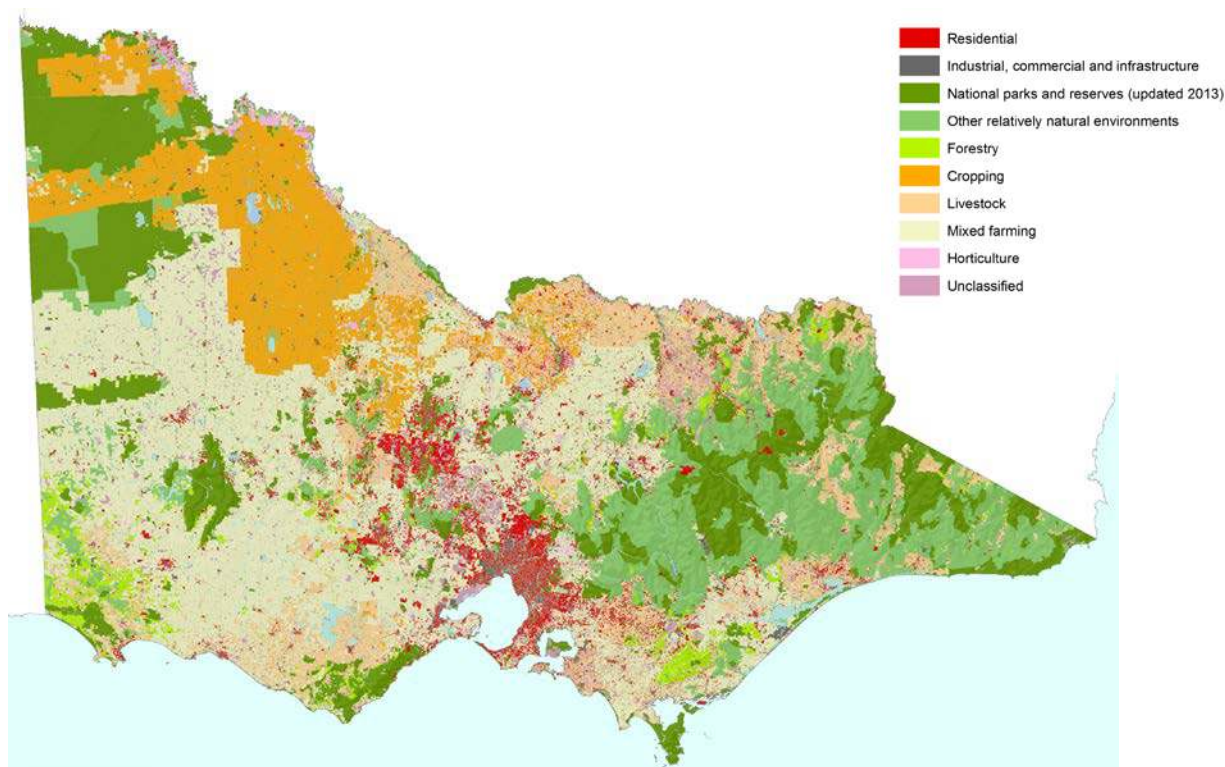 Residential
Industrial, commercial and infrastructure
National parks and reserves (updated 2013)
Other relatively natural environments
Forestry
Cropping
Livestock
Mixed farming
Horticulture
Unclassified